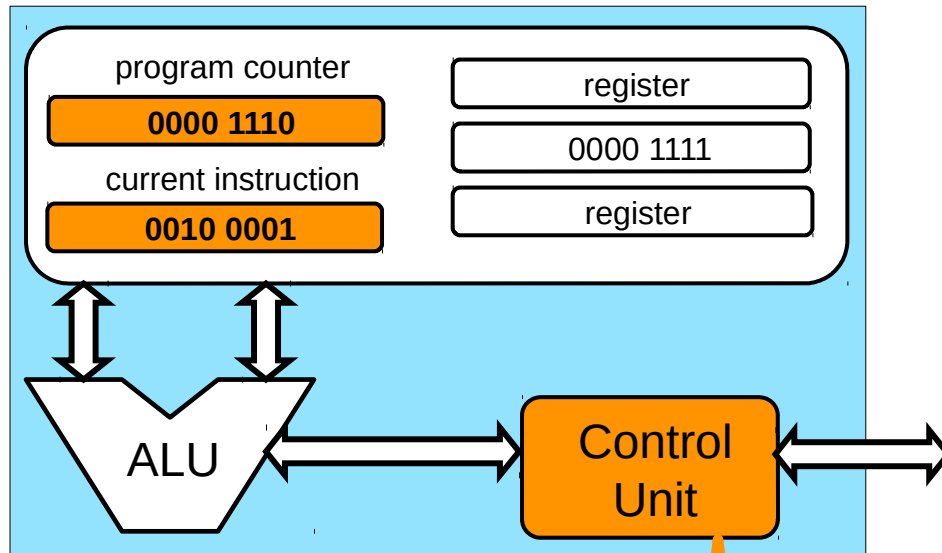 program counter
0000 1110
current instruction
0010 0001
register
0000 1111
register
ALU
Control
Unit